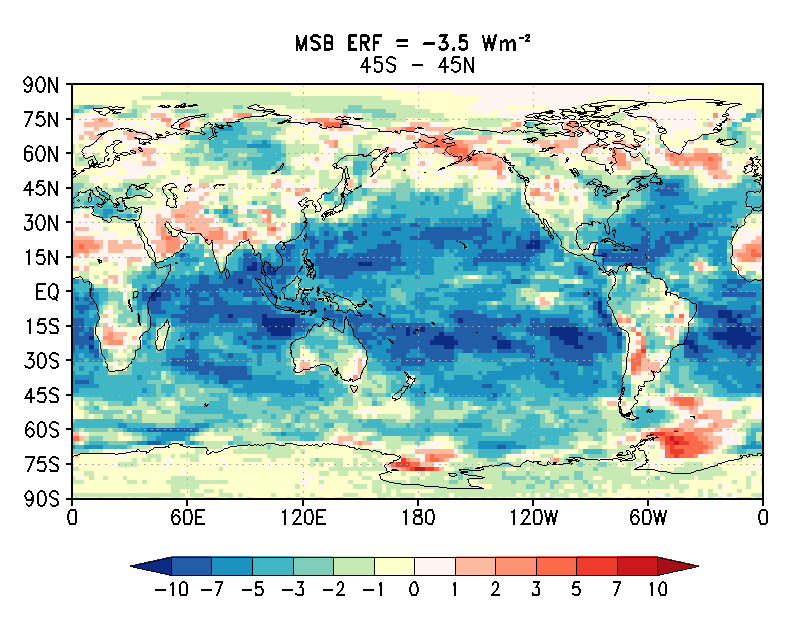 MSB ERF = −3.5 Wm⁻²
45S − 45N
90N
75N
60N
45N
30N
15N
EQ
15S
30S
45S
60S
75S
90S
0 60E 120E 180 120W 60W 0
−10 −7 −5 −3 −2 −1 0 1 2 3 5 7 10